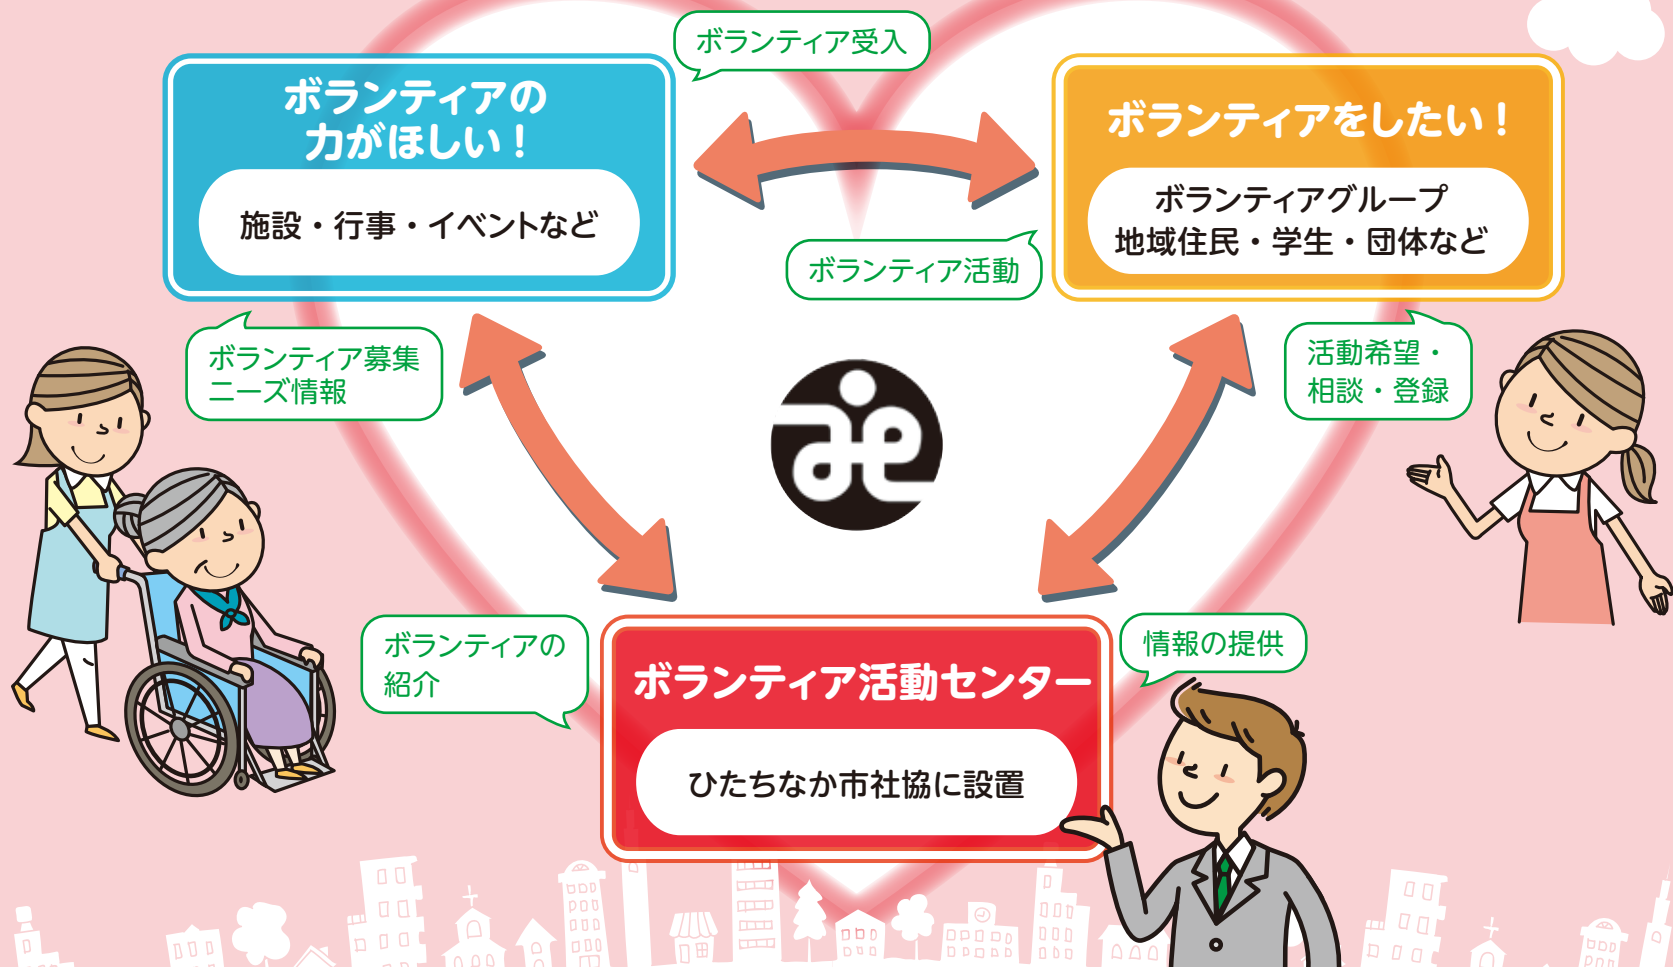 ボランティア受入
ボランティアの
力がほしい！
施設・行事・イベントなど
ボランティアをしたい！
ボランティアグループ
地域住民・学生・団体など
ボランティア活動
ボランティア募集
ニーズ情報
活動希望・
相談・登録
ボランティアの
紹介
ボランティア活動センター
ひたちなか市社協に設置
情報の提供